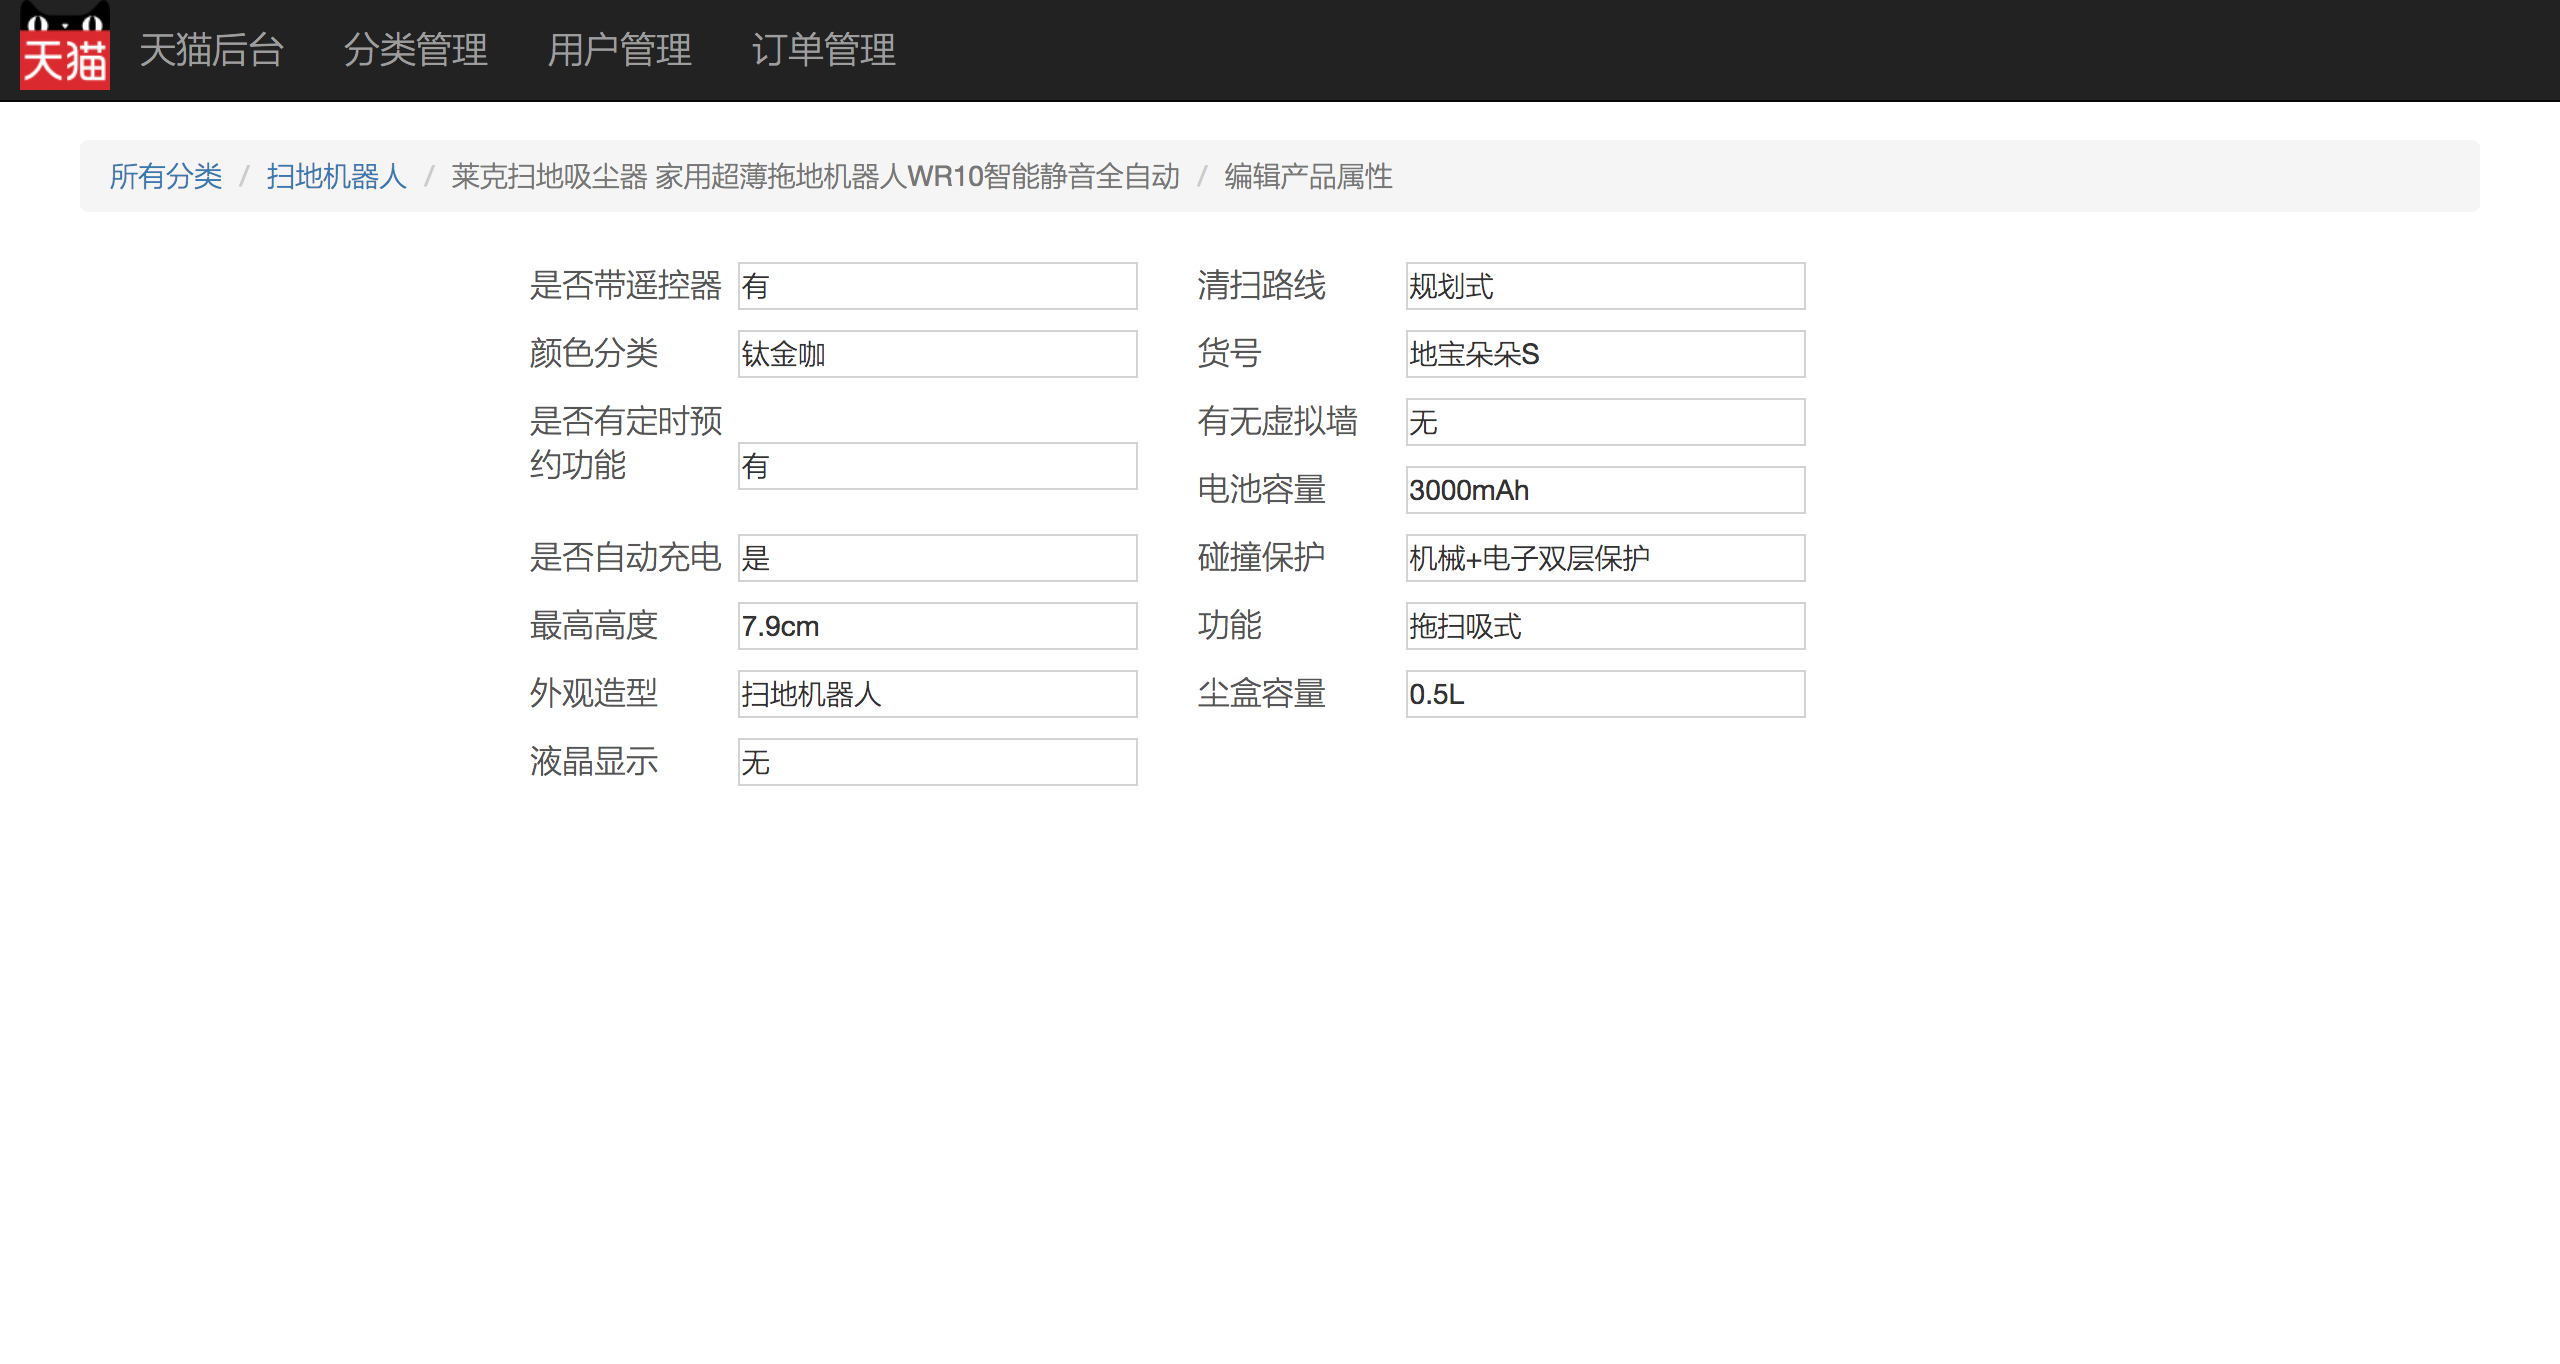 天猫 天猫后台 分类管理 用户管理 订单管理
所有分类 / 扫地机器人 / 莱克扫地吸尘器 家用超薄拖地机器人WR10智能静音全自动 / 编辑产品属性
是否带遥控器 有 清扫路线 规划式
颜色分类 钛金咖 货号 地宝朵朵S
是否有定时预
约功能 有
有无虚拟墙 无
电池容量 3000mAh
是否自动充电 是 碰撞保护 机械+电子双层保护
最高高度 7.9cm 功能 拖扫吸式
外观造型 扫地机器人 尘盒容量 0.5L
液晶显示 无